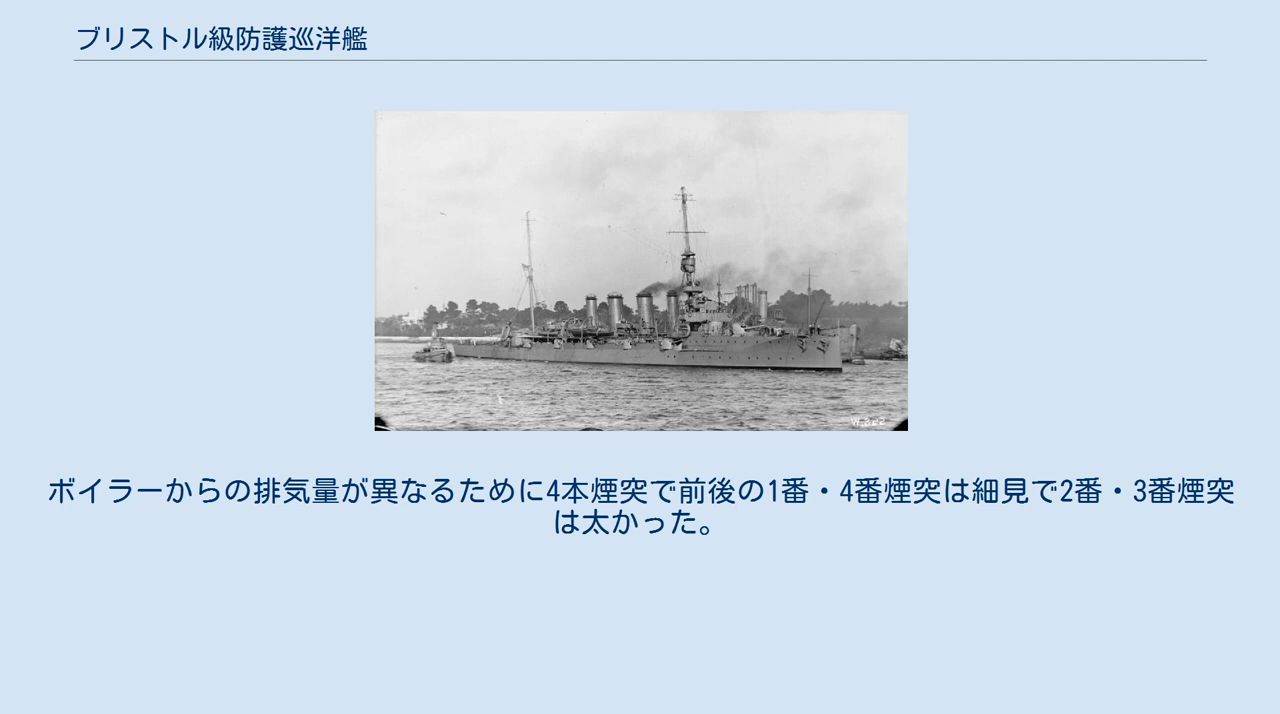 ブリストル級防護巡洋艦
ボイラーからの排気量が異なるために4本煙突で前後の1番・4番煙突は細見で2番・3番煙突
は太かった。